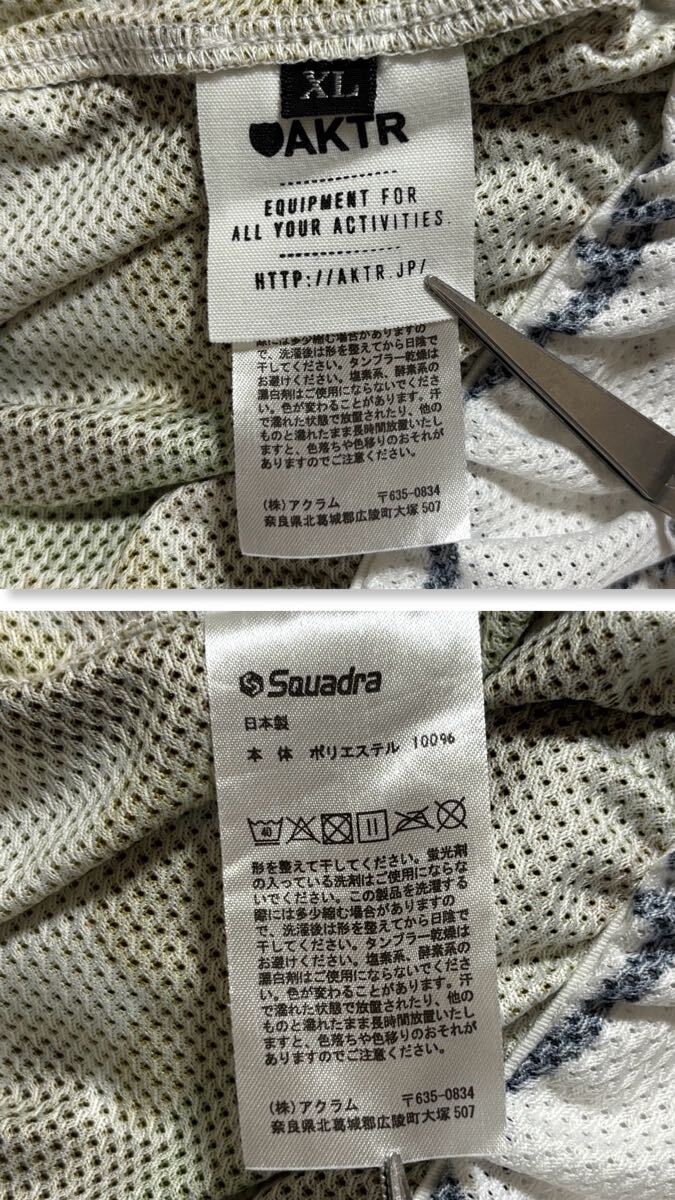 XL
AKTR
EQUIPMENT FOR
ALL YOUR ACTIVITIES.
HTTP://AKTR.JP/
際には多少縮む場合がありますの
で、洗濯後は形を整えてから日陰で
干してください。タンブラー乾燥は
お避けください。塩素系、酵素系の
漂白剤はご使用にならないでくださ
い。色が変わることがあります。汗
で濡れた状態で放置されたり、他の
ものと濡れたまま長時間放置いたし
ますと、色落ちや色移りのおそれが
ありますのでご注意ください。
(株)アクラム 〒635-0834
奈良県北葛城郡広陵町大塚 507
Squadra
日本製
本 体 ポリエステル 100%
40
形を整えて干してください。蛍光剤
の入っている洗剤はご使用にならな
いでください。この製品を洗濯する
際には多少縮む場合がありますの
で、洗濯後は形を整えてから日陰で
干してください。タンブラー乾燥は
お避けください。塩素系、酵素系の
漂白剤はご使用にならないでくださ
い。色が変わることがあります。汗
で濡れた状態で放置されたり、他の
ものと濡れたまま長時間放置いたし
ますと、色落ちや色移りのおそれが
ありますのでご注意ください。
(株)アクラム 〒635-0834
奈良県北葛城郡広陵町大塚 507